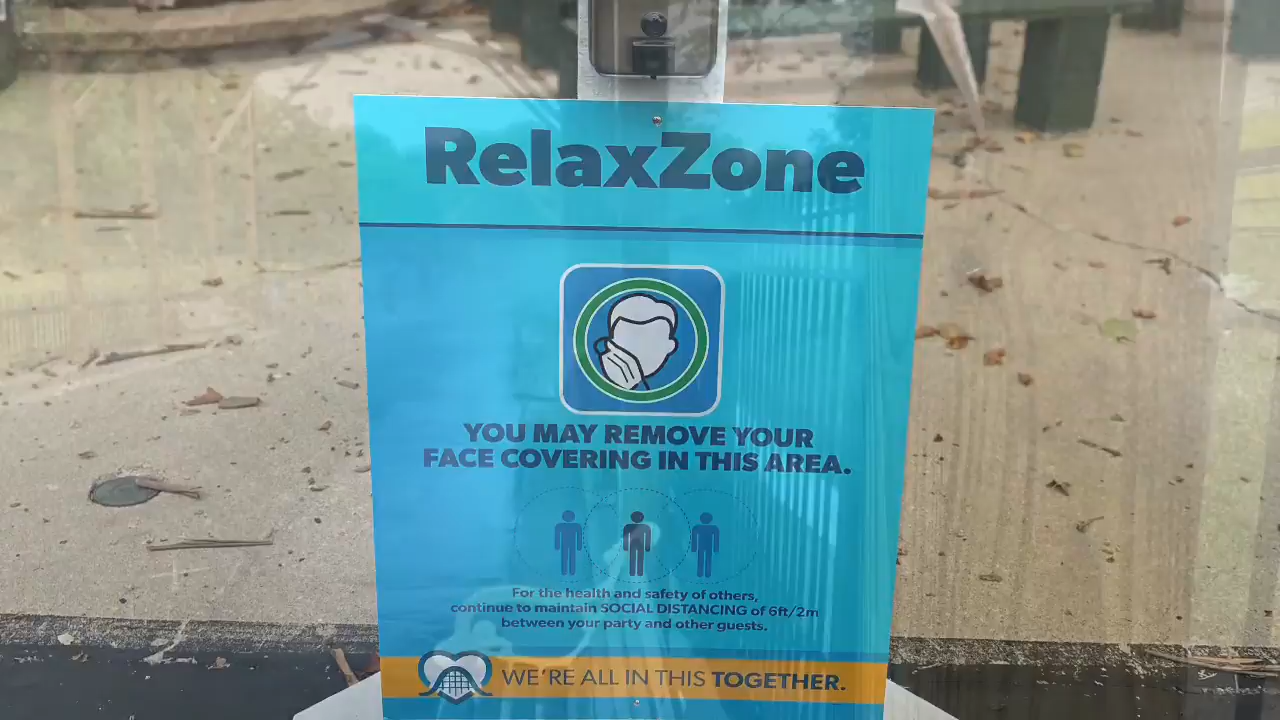 RelaxZone
YOU MAY REMOVE YOUR
FACE COVERING IN THIS AREA.
For the health and safety of others,
continue to maintain SOCIAL DISTANCING of 6ft/2m
between your party and other guests.
WE'RE ALL IN THIS TOGETHER.